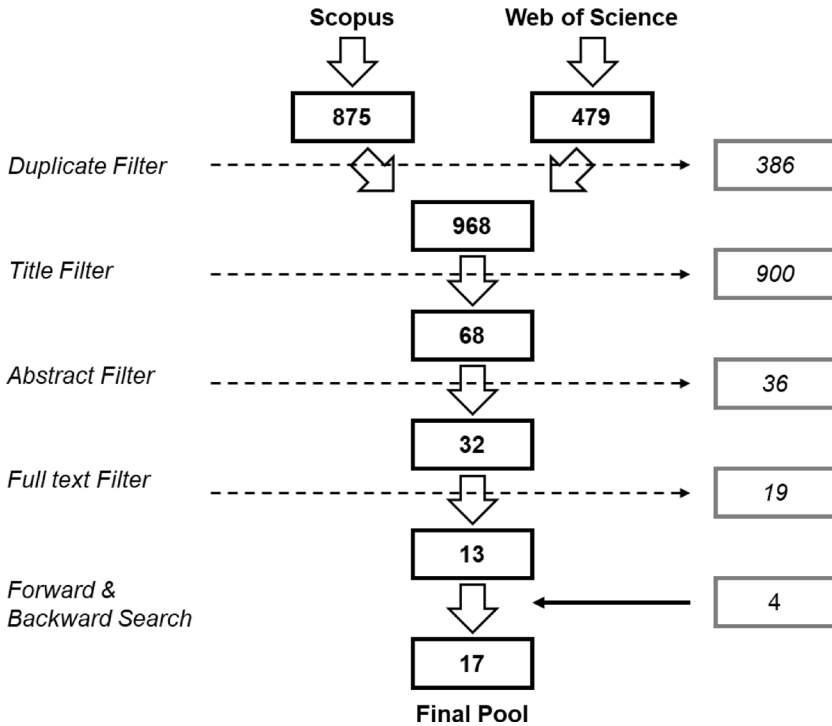 Scopus
Web of Science
875
479
Duplicate Filter
386
968
Title Filter
900
68
Abstract Filter
36
32
Full text Filter
19
13
Forward &
Backward Search
4
17
Final Pool